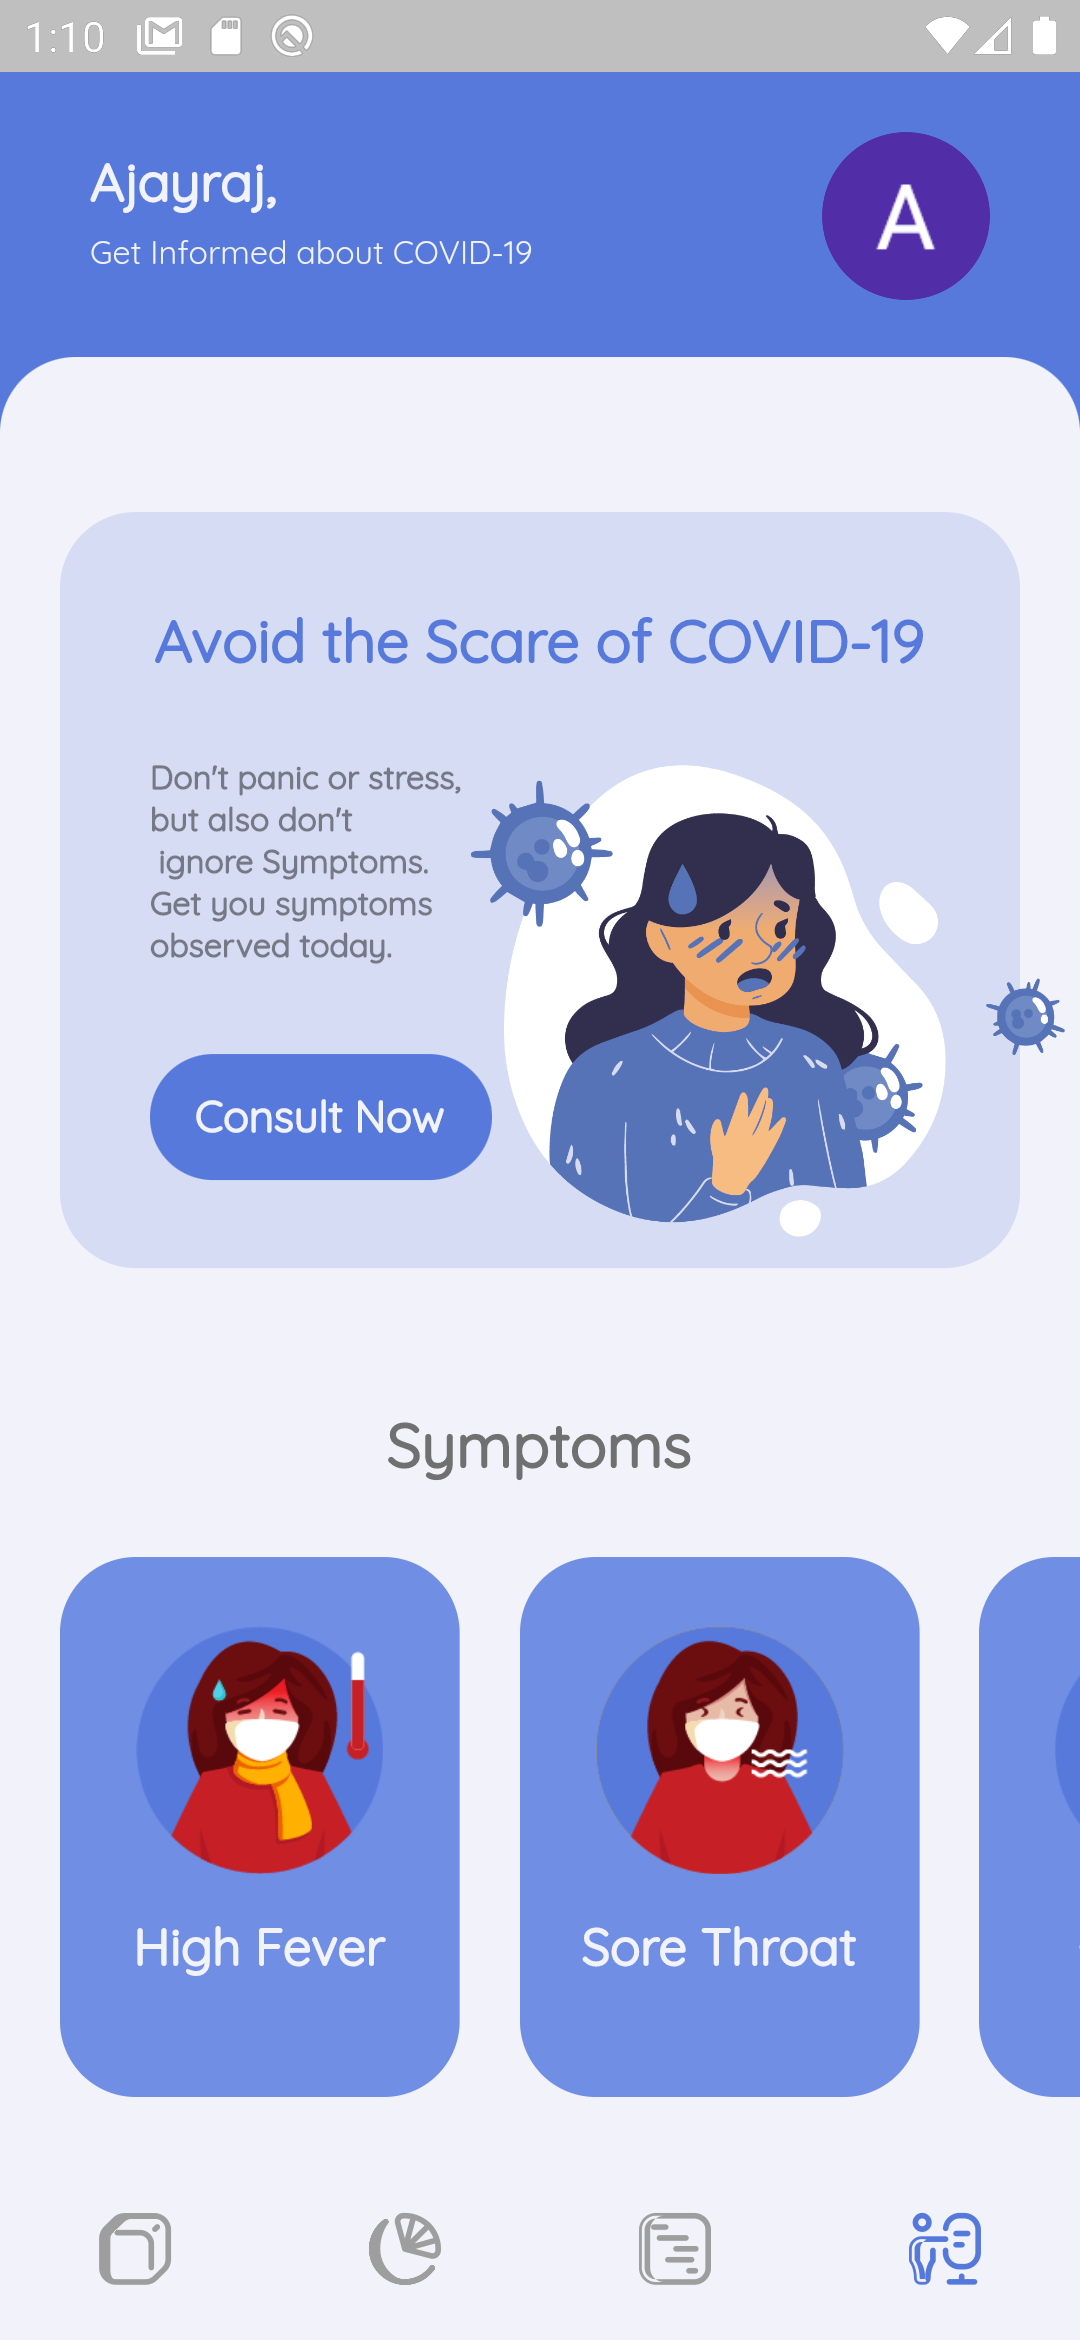 1:10
Ajayraj,
A
Get Informed about COVID-19
Avoid the Scare of COVID-19
Don't panic or stress,
but also don't
ignore Symptoms.
Get you symptoms
observed today.
Consult Now
Symptoms
High Fever
Sore Throat